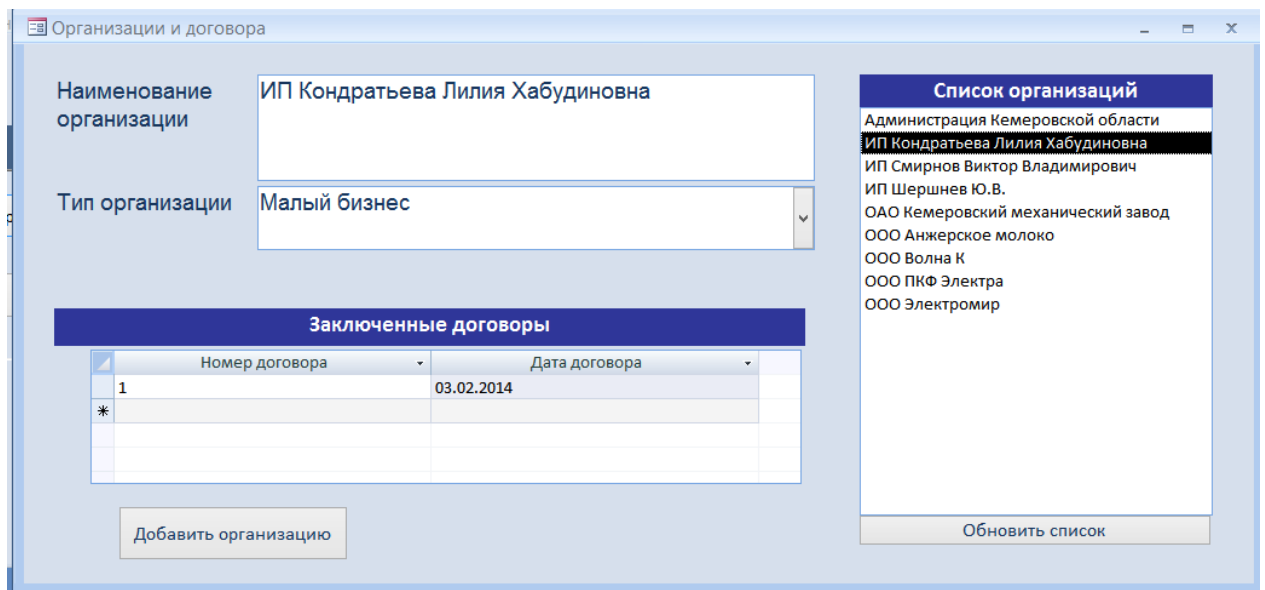 Организации и договора
Наименование
организации
ИП Кондратьева Лилия Хабудиновна
Тип организации
Малый бизнес
Заключенные договоры
Номер договора Дата договора
1 03.02.2014
Добавить организацию
Список организаций
Администрация Кемеровской области
ИП Кондратьева Лилия Хабудиновна
ИП Смирнов Виктор Владимирович
ИП Шершнев Ю.В.
ОАО Кемеровский механический завод
ООО Анжерское молоко
ООО Волна К
ООО ПКФ Электра
ООО Электромир
Обновить список